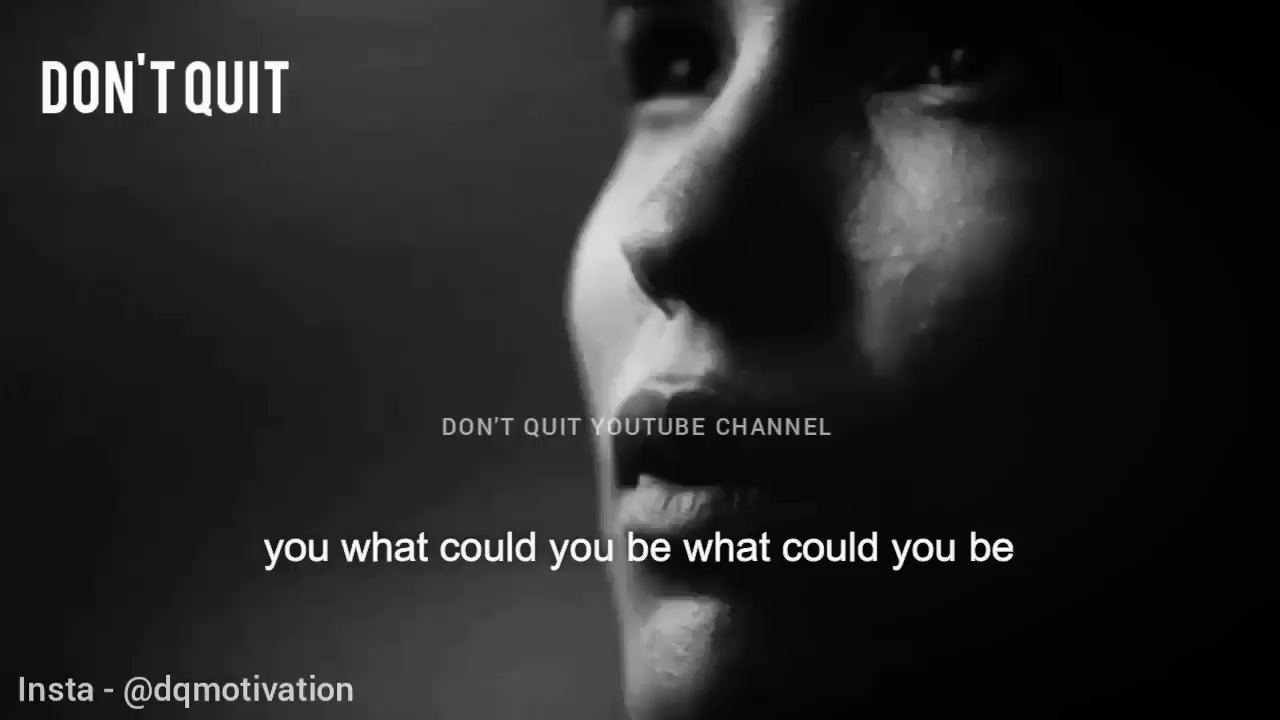 DON'T QUIT
DON'T QUIT YOUTUBE CHANNEL
you what could you be what could you be
Insta - @dqmotivation